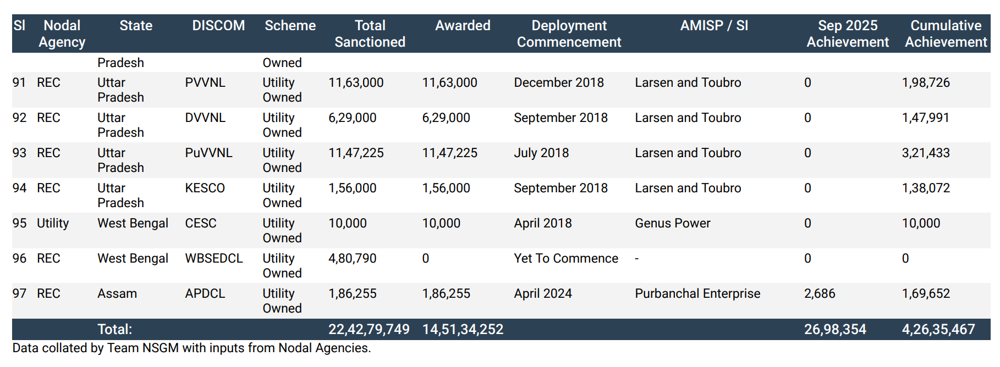 Sl Nodal Agency State DISCOM Scheme Total Sanctioned Awarded Deployment Commencement AMISP / SI Sep 2025 Achievement Cumulative Achievement
Pradesh Owned
91 REC Uttar Pradesh PVVNL Utility Owned 11,63,000 11,63,000 December 2018 Larsen and Toubro 0 1,98,726
92 REC Uttar Pradesh DVVNL Utility Owned 6,29,000 6,29,000 September 2018 Larsen and Toubro 0 1,47,991
93 REC Uttar Pradesh PuVVNL Utility Owned 11,47,225 11,47,225 July 2018 Larsen and Toubro 0 3,21,433
94 REC Uttar Pradesh KESCO Utility Owned 1,56,000 1,56,000 September 2018 Larsen and Toubro 0 1,38,072
95 Utility West Bengal CESC Utility Owned 10,000 10,000 April 2018 Genus Power 0 10,000
96 REC West Bengal WBSEDCL Utility Owned 4,80,790 0 Yet To Commence - 0 0
97 REC Assam APDCL Utility Owned 1,86,255 1,86,255 April 2024 Purbanchal Enterprise 2,686 1,69,652
Total: 22,42,79,749 14,51,34,252 26,98,354 4,26,35,467
Data collated by Team NSGM with inputs from Nodal Agencies.